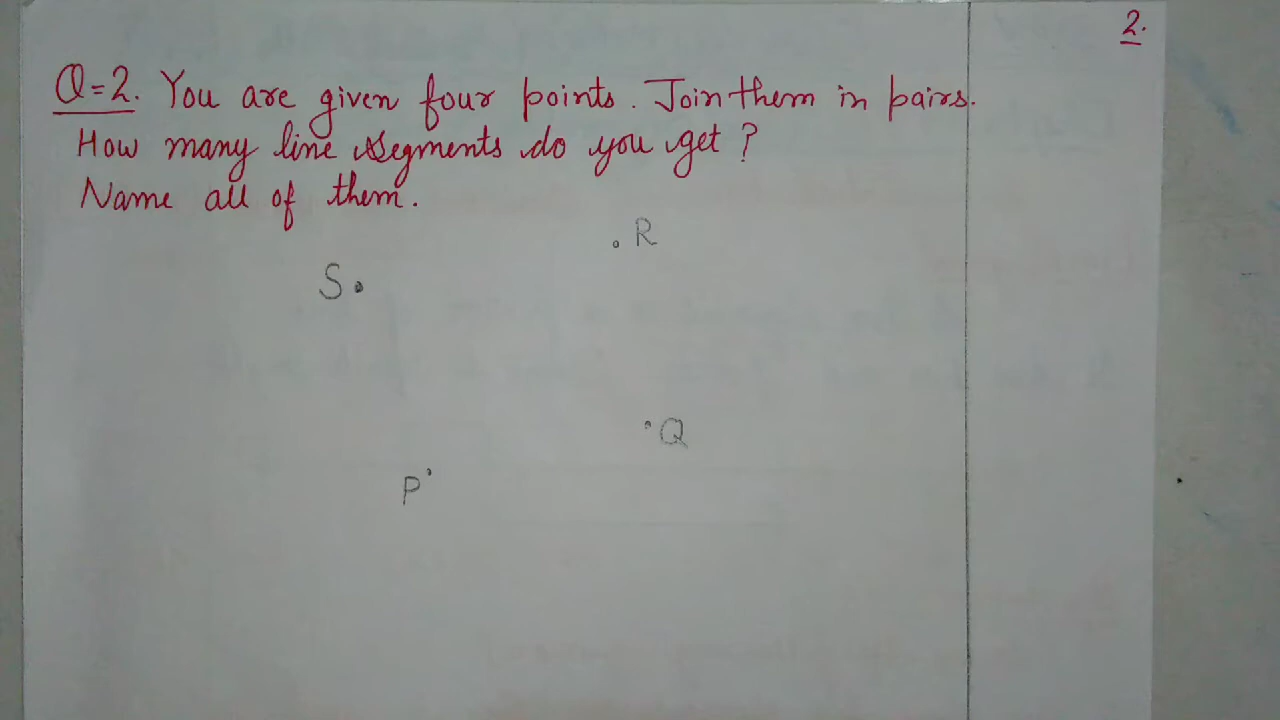 2.
Q=2. You are given four points. Join them in pairs.
How many line segments do you get?
Name all of them.
. R
S .
. Q
P .